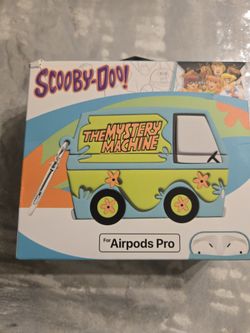 SCOOBY-DOO!
THE MYSTERY
MACHINE
For Airpods Pro